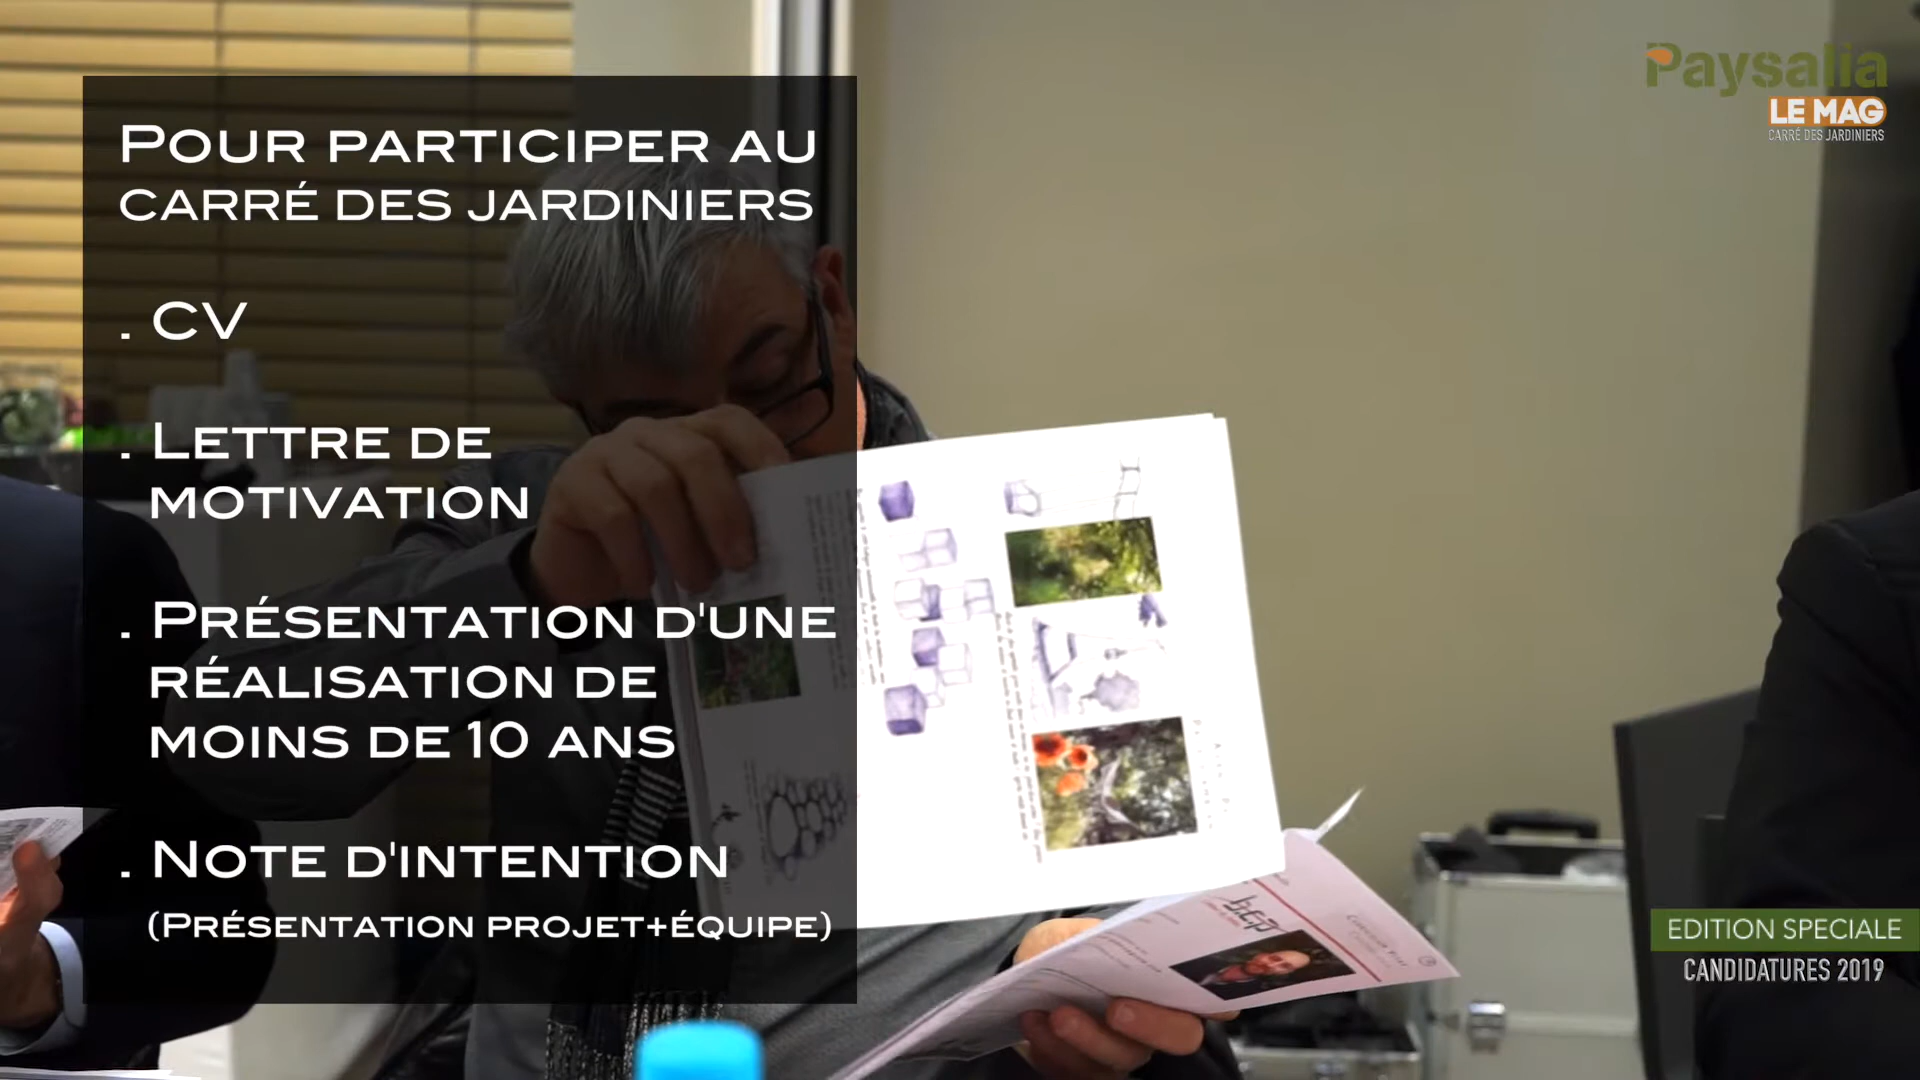 Paysalia
LE MAG
CARRÉ DES JARDINIERS
POUR PARTICIPER AU
CARRÉ DES JARDINIERS
. CV
. LETTRE DE
MOTIVATION
. PRÉSENTATION D'UNE
RÉALISATION DE
MOINS DE 10 ANS
. NOTE D'INTENTION
(PRÉSENTATION PROJET+ÉQUIPE)
EDITION SPECIALE
CANDIDATURES 2019